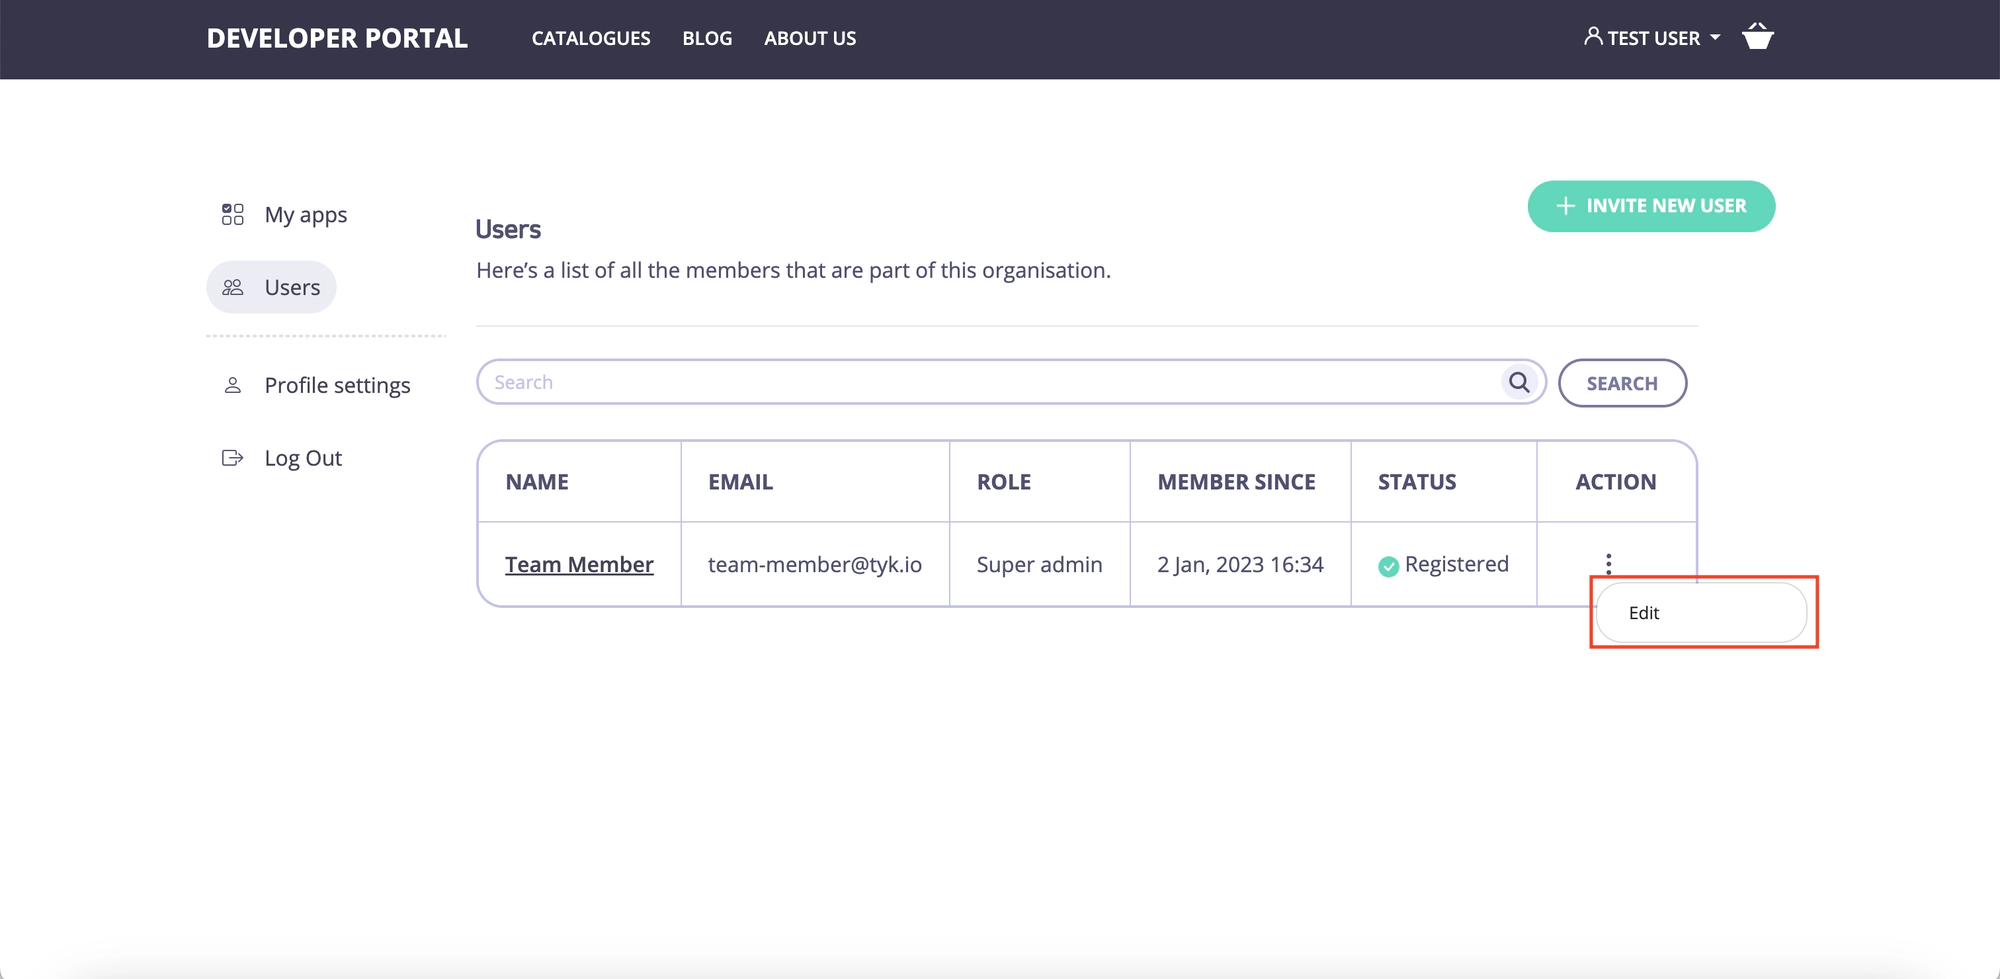 DEVELOPER PORTAL CATALOGUES BLOG ABOUT US TEST USER
My apps
Users
Profile settings
Log Out
INVITE NEW USER
Users
Here’s a list of all the members that are part of this organisation.
Search SEARCH
NAME EMAIL ROLE MEMBER SINCE STATUS ACTION
Team Member team-member@tyk.io Super admin 2 Jan, 2023 16:34 Registered
Edit